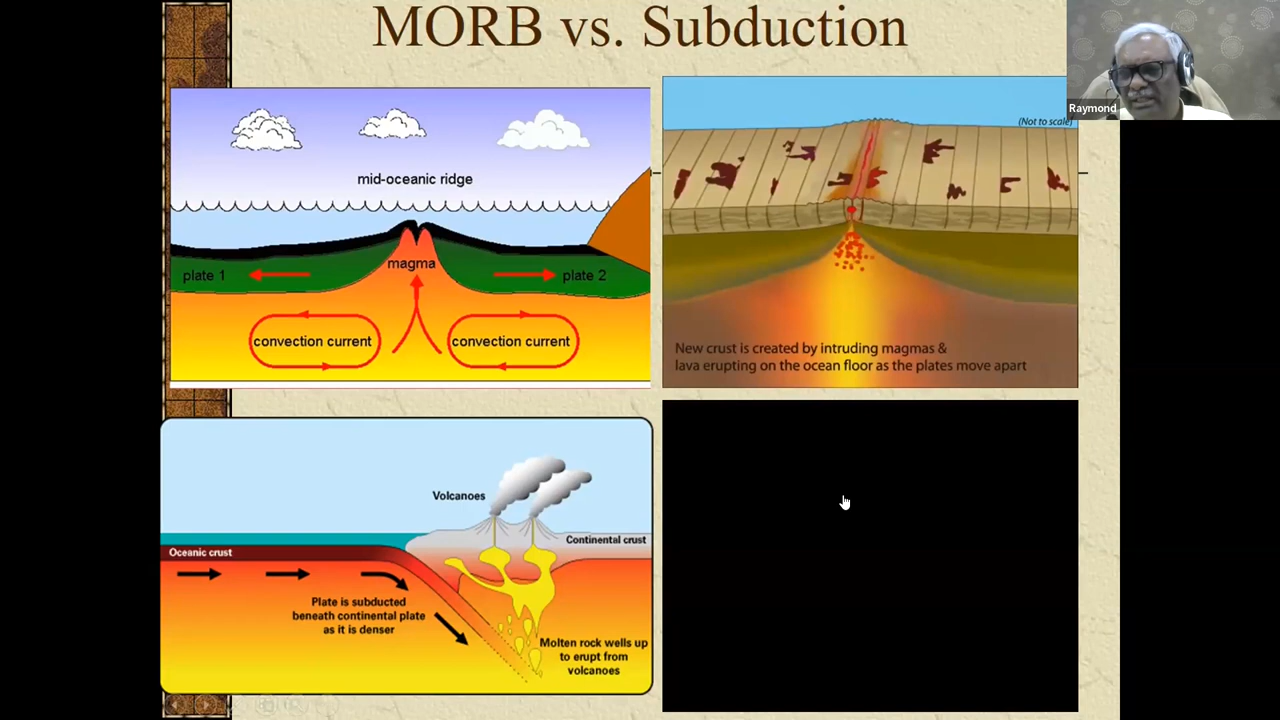 MORB vs. Subduction
Raymond
mid-oceanic ridge
plate 1
magma
plate 2
convection current
convection current
(Not to scale)
New crust is created by intruding magmas &
lava erupting on the ocean floor as the plates move apart
Volcanoes
Continental crust
Oceanic crust
Plate is subducted
beneath continental plate
as it is denser
Molten rock wells up
to erupt from
volcanoes